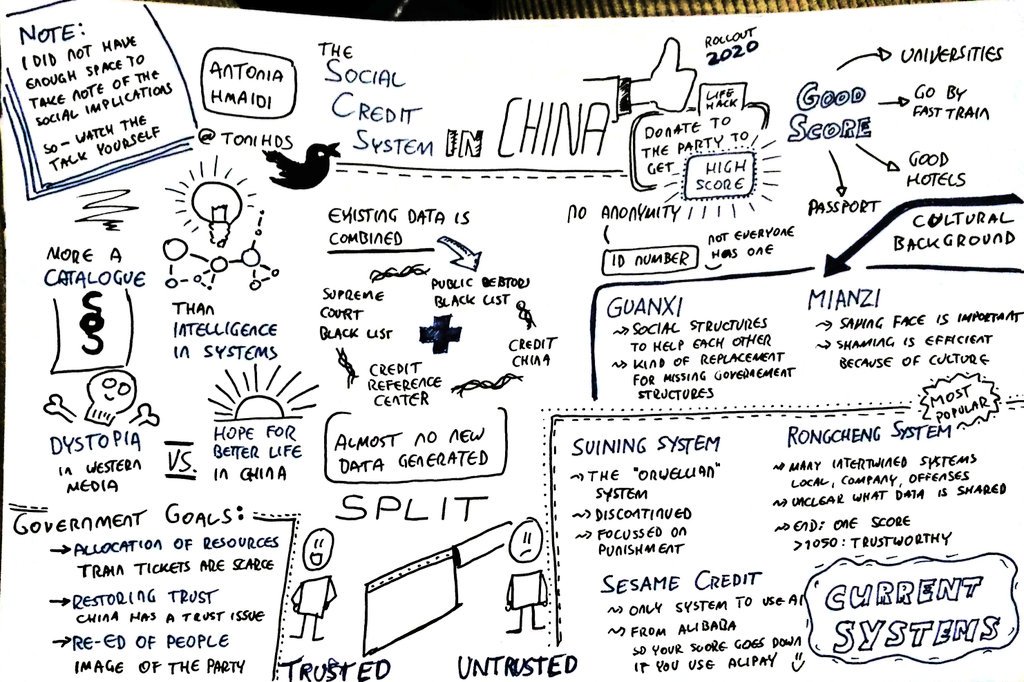 NOTE:
I DID NOT HAVE
ENOUGH SPACE TO
TAKE NOTE OF THE
SOCIAL IMPLICATIONS
SO - WATCH THE
TALK YOURSELF
ANTONIA
HMAIDI
@TONIHDS
THE
SOCIAL
CREDIT
SYSTEM IN CHINA
ROLLOUT
2020
LIFE
HACK
DONATE TO
THE PARTY TO
GET HIGH
SCORE
GOOD
SCORE
UNIVERSITIES
GO BY
FAST TRAIN
GOOD
HOTELS
PASSPORT
MORE A
CATALOGUE
§
THAN
INTELLIGENCE
IN SYSTEMS
EXISTING DATA IS
COMBINED
PUBLIC DEBTORS
BLACK LIST
SUPREME
COURT
BLACK LIST
CREDIT
CHINA
CREDIT
REFERENCE
CENTER
ALMOST NO NEW
DATA GENERATED
NO ANONYMITY
ID NUMBER
NOT EVERYONE
HAS ONE
CULTURAL
BACKGROUND
GUANXI
SOCIAL STRUCTURES
TO HELP EACH OTHER
KIND OF REPLACEMENT
FOR MISSING GOVERNEMENT
STRUCTURES
MIANZI
SAVING FACE IS IMPORTANT
SHAMING IS EFFICIENT
BECAUSE OF CULTURE
DYSTOPIA
IN WESTERN
MEDIA
VS.
HOPE FOR
BETTER LIFE
IN CHINA
GOVERNMENT GOALS:
ALLOCATION OF RESOURCES
TRAIN TICKETS ARE SCARCE
RESTORING TRUST
CHINA HAS A TRUST ISSUE
RE-ED OF PEOPLE
IMAGE OF THE PARTY
SPLIT
TRUSTED
UNTRUSTED
SUINING SYSTEM
THE "ORWELLIAN"
SYSTEM
DISCONTINUED
FOCUSSED ON
PUNISHMENT
MOST
POPULAR
RONGCHENG SYSTEM
MANY INTERTWINED SYSTEMS
LOCAL, COMPANY, OFFENSES
UNCLEAR WHAT DATA IS SHARED
END: ONE SCORE
>1050: TRUSTWORTHY
SESAME CREDIT
ONLY SYSTEM TO USE AI
FROM ALIBABA
SO YOUR SCORE GOES DOWN
IF YOU USE ALIPAY
CURRENT
SYSTEMS